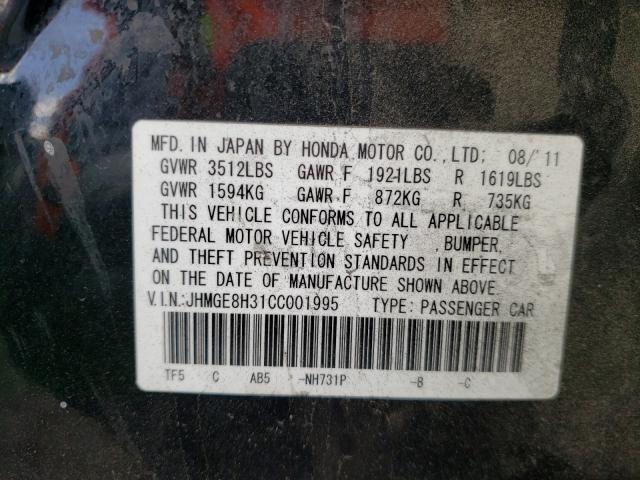 MFD. IN JAPAN BY HONDA MOTOR CO.,LTD; 08/'11
GVWR 3512LBS GAWR F 1921LBS R 1619LBS
GVWR 1594KG GAWR F 872KG R 735KG
THIS VEHICLE CONFORMS TO ALL APPLICABLE
FEDERAL MOTOR VEHICLE SAFETY , BUMPER,
AND THEFT PREVENTION STANDARDS IN EFFECT
ON THE DATE OF MANUFACTURE SHOWN ABOVE.
V.I.N.:JHMGE8H31CC001995 TYPE:PASSENGER CAR
TF5 C AB5 -NH731P -8 -C